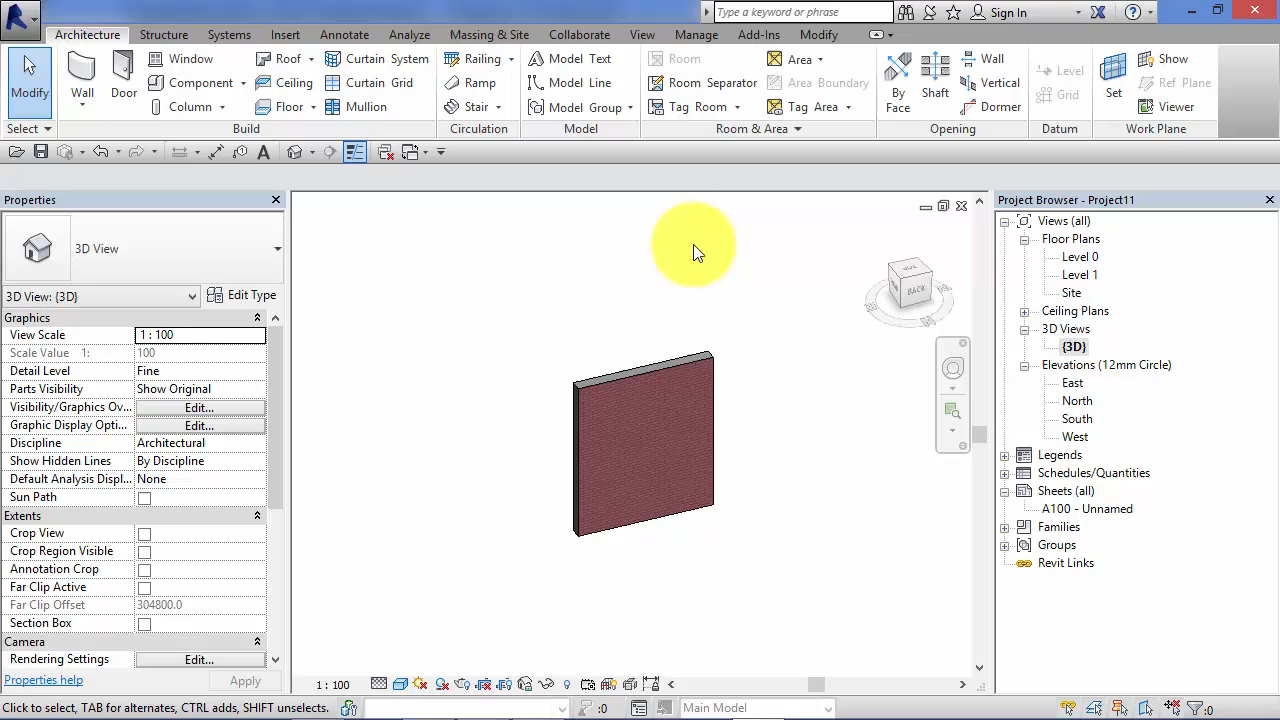 Type a keyword or phrase
Sign In
Architecture Structure Systems Insert Annotate Analyze Massing & Site Collaborate View Manage Add-Ins Modify
Modify
Select
Wall
Door
Window
Component
Column
Roof
Ceiling
Floor
Curtain System
Curtain Grid
Mullion
Build
Railing
Ramp
Stair
Circulation
Model Text
Model Line
Model Group
Model
Room
Room Separator
Tag Room
Area
Area Boundary
Tag Area
Room & Area
By Face
Shaft
Wall
Vertical
Dormer
Opening
Level
Grid
Datum
Set
Show
Ref Plane
Viewer
Work Plane
Properties
3D View
3D View: {3D}
Edit Type
Graphics
View Scale 1 : 100
Scale Value 1: 100
Detail Level Fine
Parts Visibility Show Original
Visibility/Graphics Ov... Edit...
Graphic Display Opti... Edit...
Discipline Architectural
Show Hidden Lines By Discipline
Default Analysis Displ... None
Sun Path
Extents
Crop View
Crop Region Visible
Annotation Crop
Far Clip Active
Far Clip Offset 304800.0
Section Box
Camera
Rendering Settings Edit...
Properties help
Apply
BACK
1 : 100
Project Browser - Project11
Views (all)
Floor Plans
Level 0
Level 1
Site
Ceiling Plans
3D Views
{3D}
Elevations (12mm Circle)
East
North
South
West
Legends
Schedules/Quantities
Sheets (all)
A100 - Unnamed
Families
Groups
Revit Links
Click to select, TAB for alternates, CTRL adds, SHIFT unselects.
:0
Main Model
:0